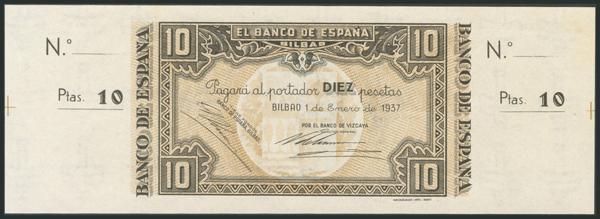 N.º
Ptas. 10
BANCO DE ESPAÑA
10
EL BANCO DE ESPAÑA
BILBAO
10
Pagará al portador DIEZ pesetas
BILBAO 1 de Enero de 1937
POR EL BANCO DE VIZCAYA
10
10
BANCO DE ESPAÑA
N.º
Ptas. 10